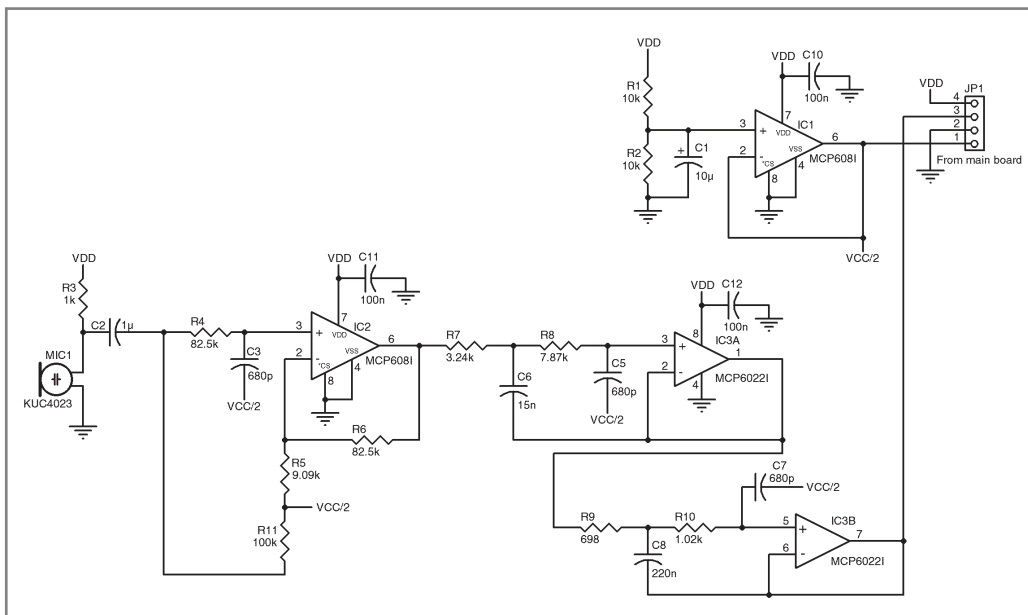 VDD
R1
10k
R2
10k
+
C1
10µ
VDD
C10
100n
3
+
2
-
7
VDD
VSS
*CS
8
4
IC1
6
MCP608I
VCC/2
VDD
JP1
4
3
2
1
From main board
VDD
R3
1k
C2
1µ
MIC1
KUC4023
R4
82.5k
C3
680p
VCC/2
VDD
C11
100n
3
+
2
-
7
VDD
VSS
*CS
8
4
IC2
6
MCP608I
R6
82.5k
R5
9.09k
VCC/2
R11
100k
R7
3.24k
R8
7.87k
C6
15n
C5
680p
VCC/2
VDD
C12
100n
IC3A
3
+
2
-
8
4
1
MCP6022I
R9
698
R10
1.02k
C8
220n
C7
680p
VCC/2
5
+
6
-
IC3B
7
MCP6022I